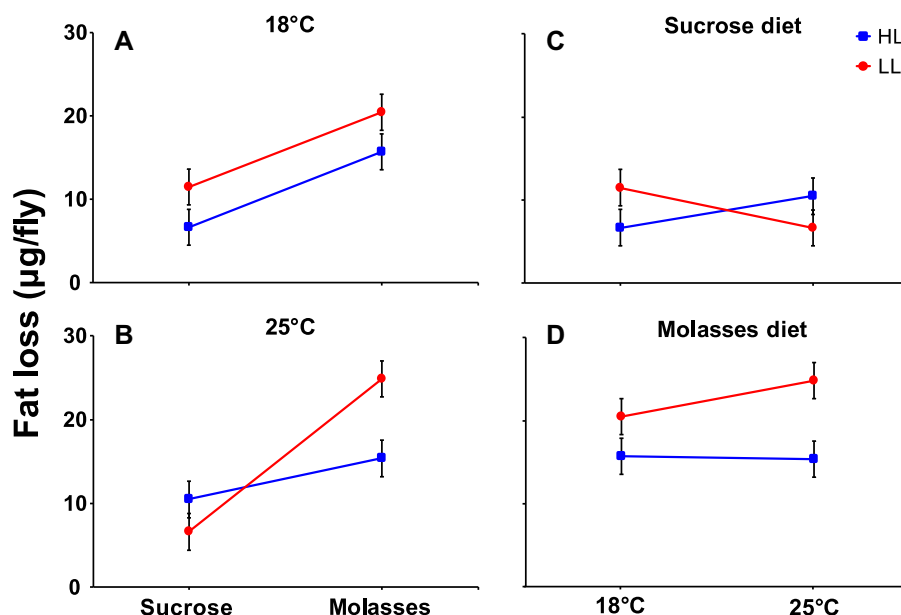 Fat loss (µg/fly)
A
18°C
30
20
10
0
B
25°C
30
20
10
0
Sucrose
Molasses
C
Sucrose diet
HL
LL
D
Molasses diet
18°C
25°C